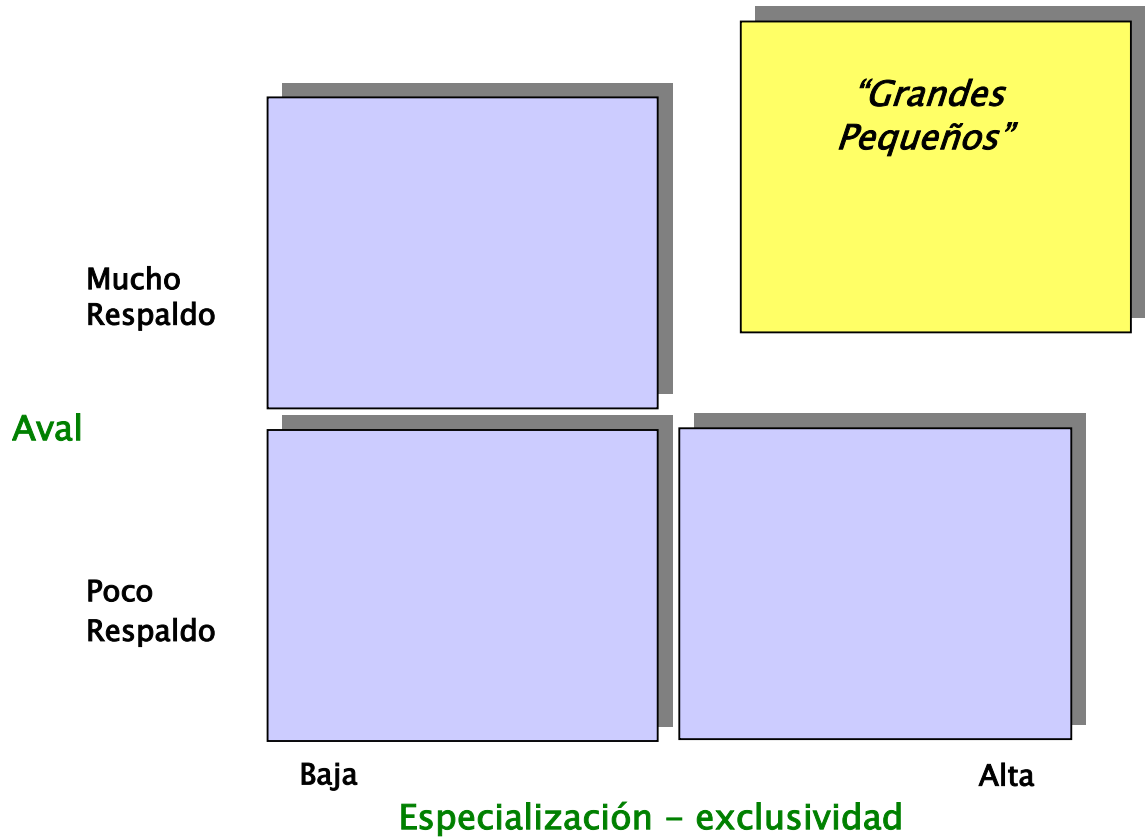 “Grandes
Pequeños”
Mucho
Respaldo
Aval
Poco
Respaldo
Baja
Alta
Especialización – exclusividad